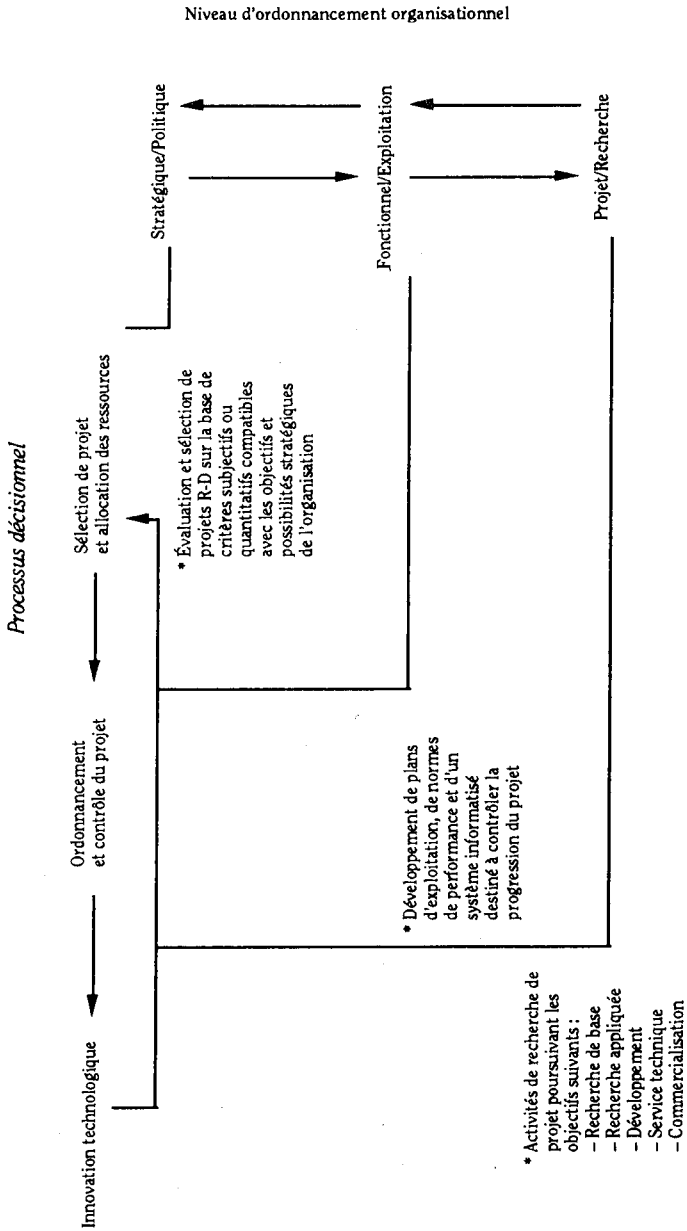 Niveau d'ordonnancement organisationnel
Processus décisionnel
Innovation technologique
Ordonnancement
et contrôle du projet
Sélection de projet
et allocation des ressources
Stratégique/Politique
* Évaluation et sélection de
projets R-D sur la base de
critères subjectifs ou
quantitatifs compatibles
avec les objectifs et
possibilités stratégiques
de l'organisation
Fonctionnel/Exploitation
* Développement de plans
d'exploitation, de normes
de performance et d'un
système informatisé
destiné à contrôler la
progression du projet
Projet/Recherche
* Activités de recherche de
projet poursuivant les
objectifs suivants :
– Recherche de base
– Recherche appliquée
– Développement
– Service technique
– Commercialisation